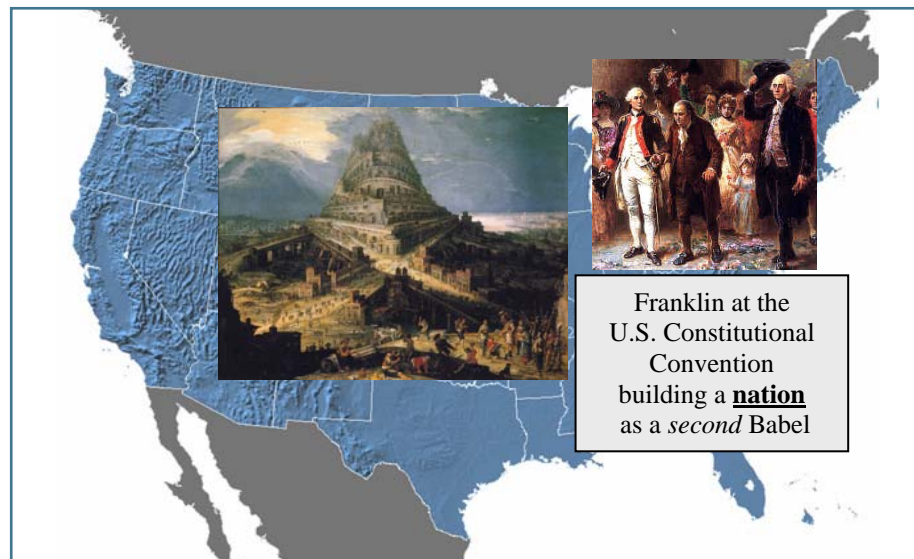 Franklin at the
U.S. Constitutional
Convention
building a nation
as a second Babel